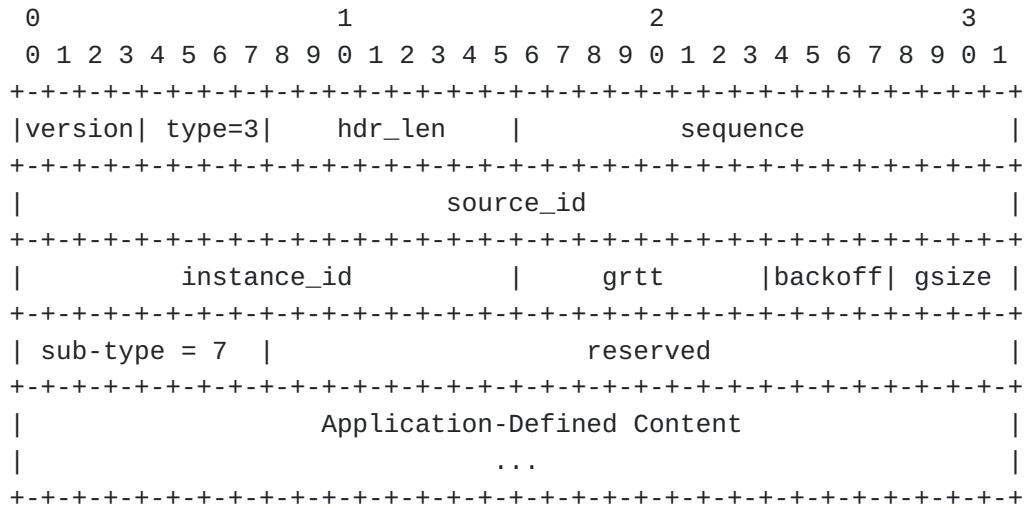 0                   1                   2                   3
 0 1 2 3 4 5 6 7 8 9 0 1 2 3 4 5 6 7 8 9 0 1 2 3 4 5 6 7 8 9 0 1
+-+-+-+-+-+-+-+-+-+-+-+-+-+-+-+-+-+-+-+-+-+-+-+-+-+-+-+-+-+-+-+-+
|version| type=3|    hdr_len    |          sequence             |
+-+-+-+-+-+-+-+-+-+-+-+-+-+-+-+-+-+-+-+-+-+-+-+-+-+-+-+-+-+-+-+-+
|                           source_id                           |
+-+-+-+-+-+-+-+-+-+-+-+-+-+-+-+-+-+-+-+-+-+-+-+-+-+-+-+-+-+-+-+-+
|          instance_id          |     grtt      |backoff| gsize |
+-+-+-+-+-+-+-+-+-+-+-+-+-+-+-+-+-+-+-+-+-+-+-+-+-+-+-+-+-+-+-+-+
| sub-type = 7  |                    reserved                   |
+-+-+-+-+-+-+-+-+-+-+-+-+-+-+-+-+-+-+-+-+-+-+-+-+-+-+-+-+-+-+-+-+
|                   Application-Defined Content                 |
|                              ...                              |
+-+-+-+-+-+-+-+-+-+-+-+-+-+-+-+-+-+-+-+-+-+-+-+-+-+-+-+-+-+-+-+-+